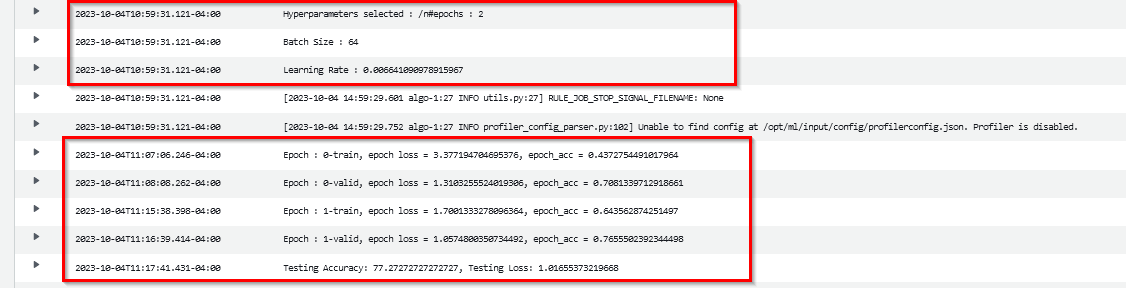 2023-10-04T10:59:31.121-04:00 Hyperparameters selected : /n#epochs : 2
2023-10-04T10:59:31.121-04:00 Batch Size : 64
2023-10-04T10:59:31.121-04:00 Learning Rate : 0.006641090978915967
2023-10-04T10:59:31.121-04:00 [2023-10-04 14:59:29.601 algo-1:27 INFO utils.py:27] RULE_JOB_STOP_SIGNAL_FILENAME: None
2023-10-04T10:59:31.121-04:00 [2023-10-04 14:59:29.752 algo-1:27 INFO profiler_config_parser.py:102] Unable to find config at /opt/ml/input/config/profilerconfig.json. Profiler is disabled.
2023-10-04T11:07:06.246-04:00 Epoch : 0-train, epoch loss = 3.377194704695376, epoch_acc = 0.4372754491017964
2023-10-04T11:08:08.262-04:00 Epoch : 0-valid, epoch loss = 1.3103255524019306, epoch_acc = 0.7081339712918661
2023-10-04T11:15:38.398-04:00 Epoch : 1-train, epoch loss = 1.7001333278096364, epoch_acc = 0.643562874251497
2023-10-04T11:16:39.414-04:00 Epoch : 1-valid, epoch loss = 1.0574800350734492, epoch_acc = 0.7655502392344498
2023-10-04T11:17:41.431-04:00 Testing Accuracy: 77.27272727272727, Testing Loss: 1.01655373219668